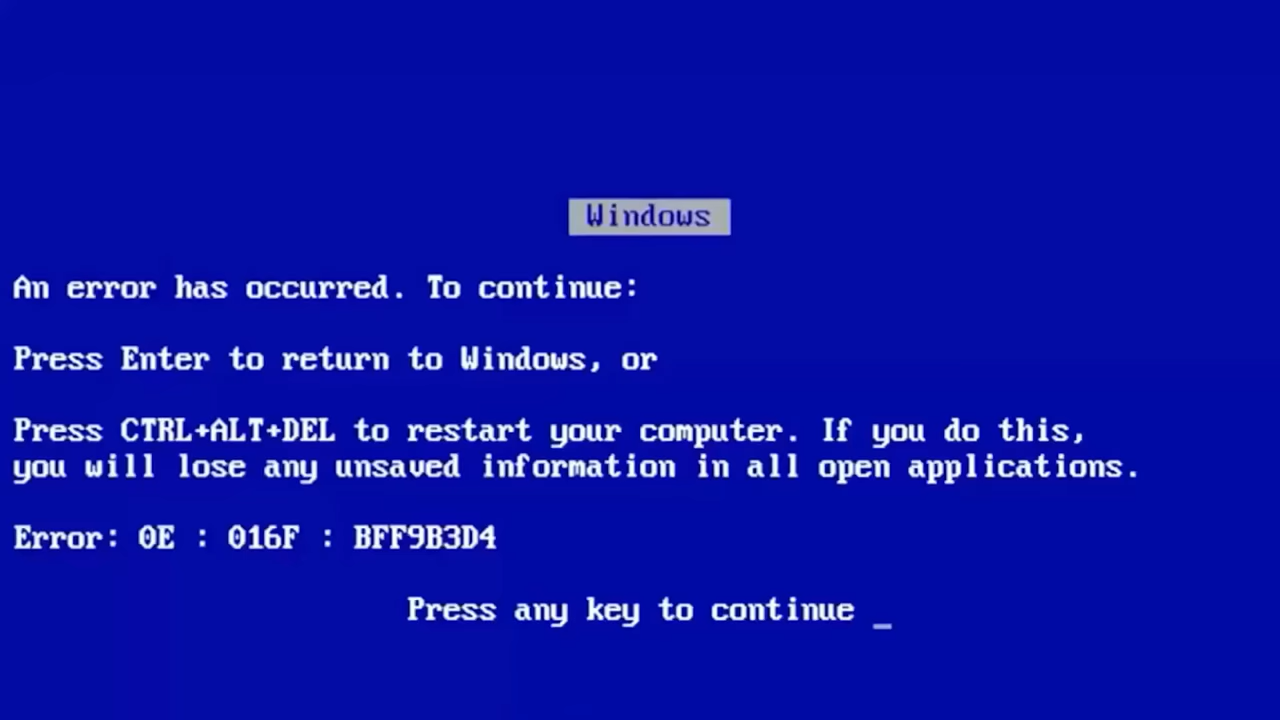 Windows
An error has occurred. To continue:
Press Enter to return to Windows, or
Press CTRL+ALT+DEL to restart your computer. If you do this,
you will lose any unsaved information in all open applications.
Error: 0E : 016F : BFF9B3D4
Press any key to continue _